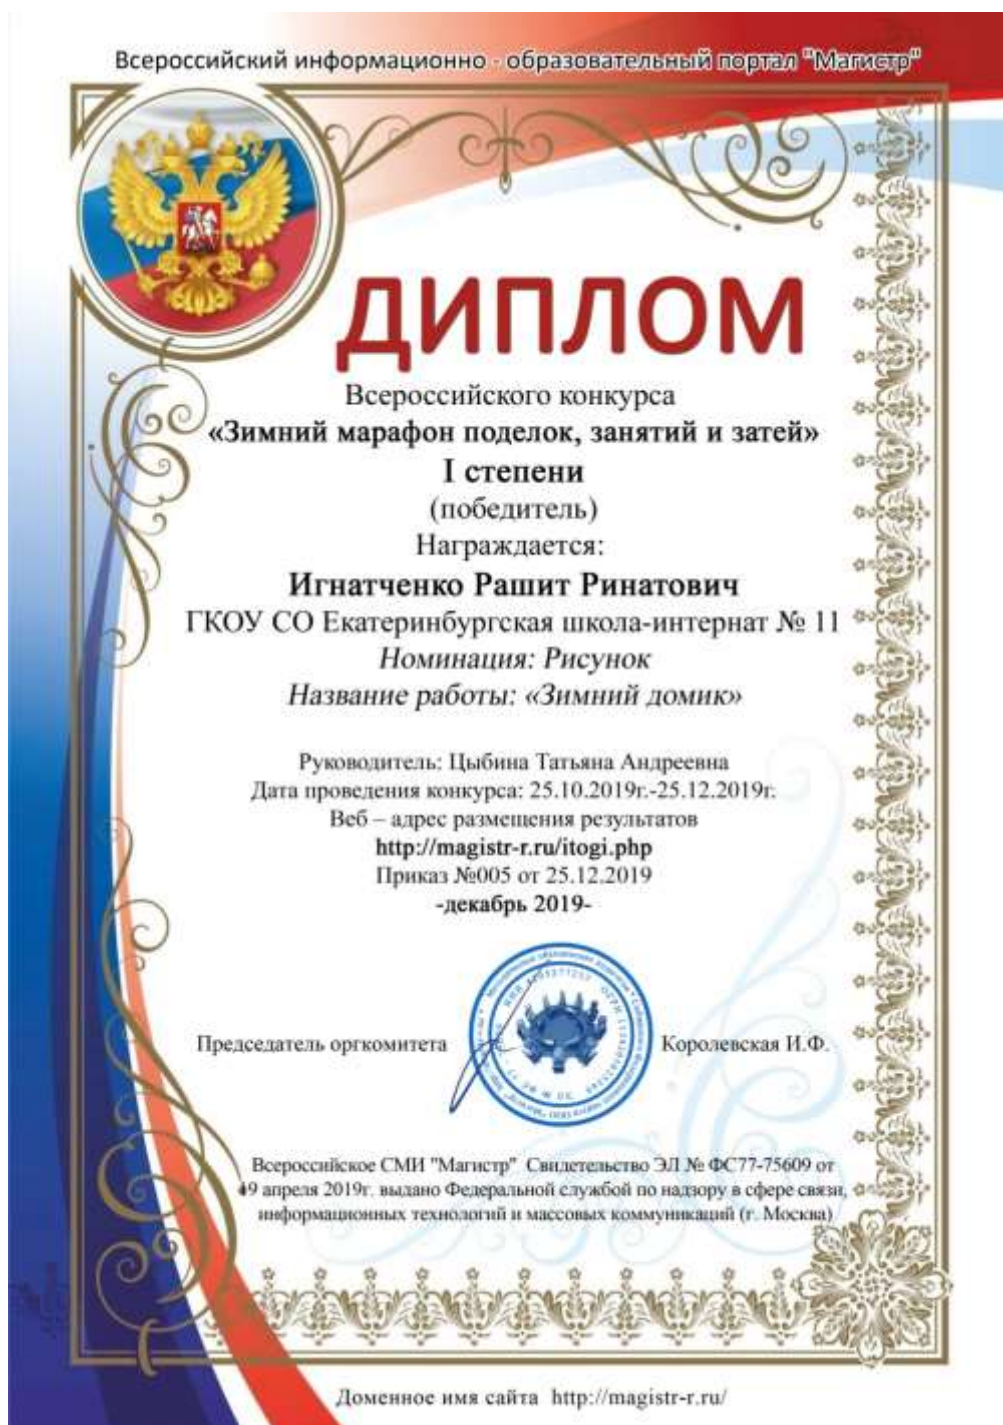 Всероссийский информационно - образовательный портал "Магистр"
ДИПЛОМ
Всероссийского конкурса
«Зимний марафон поделок, занятий и затей»
I степени
(победитель)
Награждается:
Игнатченко Рашит Ринатович
ГКОУ СО Екатеринбургская школа-интернат № 11
Номинация: Рисунок
Название работы: «Зимний домик»
Руководитель: Цыбина Татьяна Андреевна
Дата проведения конкурса: 25.10.2019г.-25.12.2019г.
Веб – адрес размещения результатов
http://magistr-r.ru/itogi.php
Приказ №005 от 25.12.2019
-декабрь 2019-
Председатель оргкомитета
Королевская И.Ф.
Всероссийское СМИ "Магистр" Свидетельство ЭЛ № ФС77-75609 от
19 апреля 2019г. выдано Федеральной службой по надзору в сфере связи,
информационных технологий и массовых коммуникаций (г. Москва)
Доменное имя сайта http://magistr-r.ru/